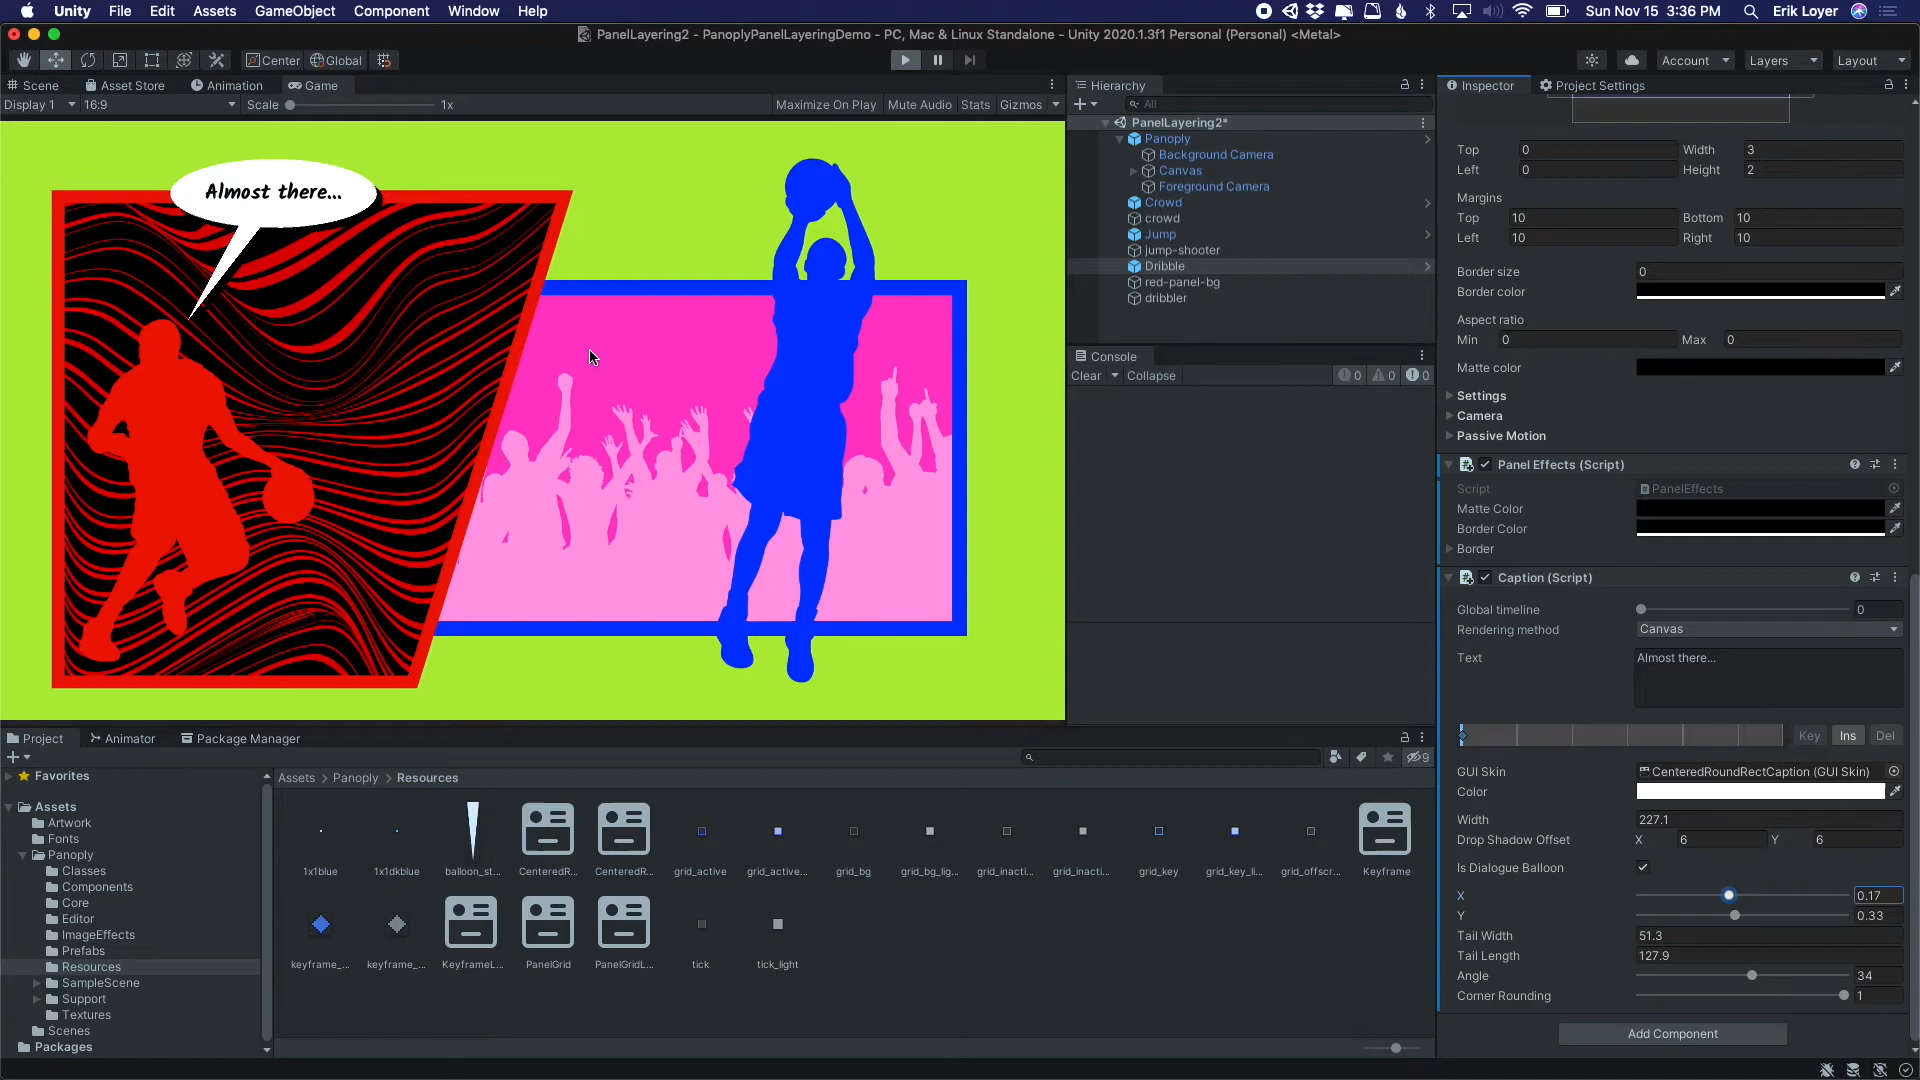 Unity File Edit Assets GameObject Component Window Help Sun Nov 15 3:36 PM Erik Loyer
PanelLayering2 - PanoplyPanelLayeringDemo - PC, Mac & Linux Standalone - Unity 2020.1.3f1 Personal (Personal) <Metal>
Center Global Account Layers Layout
Scene Asset Store Animation Game
Display 1 16:9 Scale 1x Maximize On Play Mute Audio Stats Gizmos
Almost there...
Hierarchy
All
PanelLayering2*
Panoply
Background Camera
Canvas
Foreground Camera
Crowd
crowd
Jump
jump-shooter
Dribble
red-panel-bg
dribbler
Console
Clear Collapse 0 0 0
Inspector Project Settings
Top 0 Width 3
Left 0 Height 2
Margins
Top 10 Bottom 10
Left 10 Right 10
Border size 0
Border color
Aspect ratio
Min 0 Max 0
Matte color
Settings
Camera
Passive Motion
Panel Effects (Script)
Script PanelEffects
Matte Color
Border Color
Border
Caption (Script)
Global timeline 0
Rendering method Canvas
Text Almost there...
Key Ins Del
GUI Skin CenteredRoundRectCaption (GUI Skin)
Color
Width 227.1
Drop Shadow Offset X 6 Y 6
Is Dialogue Balloon
X 0.17
Y 0.33
Tail Width 51.3
Tail Length 127.9
Angle 34
Corner Rounding 1
Add Component
Project Animator Package Manager
9
Favorites
Assets
Artwork
Fonts
Panoply
Classes
Components
Core
Editor
ImageEffects
Prefabs
Resources
SampleScene
Support
Textures
Scenes
Packages
Assets > Panoply > Resources
1x1blue 1x1dkblue balloon_st... CenteredR... CenteredR... grid_active grid_active... grid_bg grid_bg_lig... grid_inacti... grid_inacti... grid_key grid_key_li... grid_offscr... Keyframe
keyframe_... keyframe_... KeyframeL... PanelGrid PanelGridL... tick tick_light